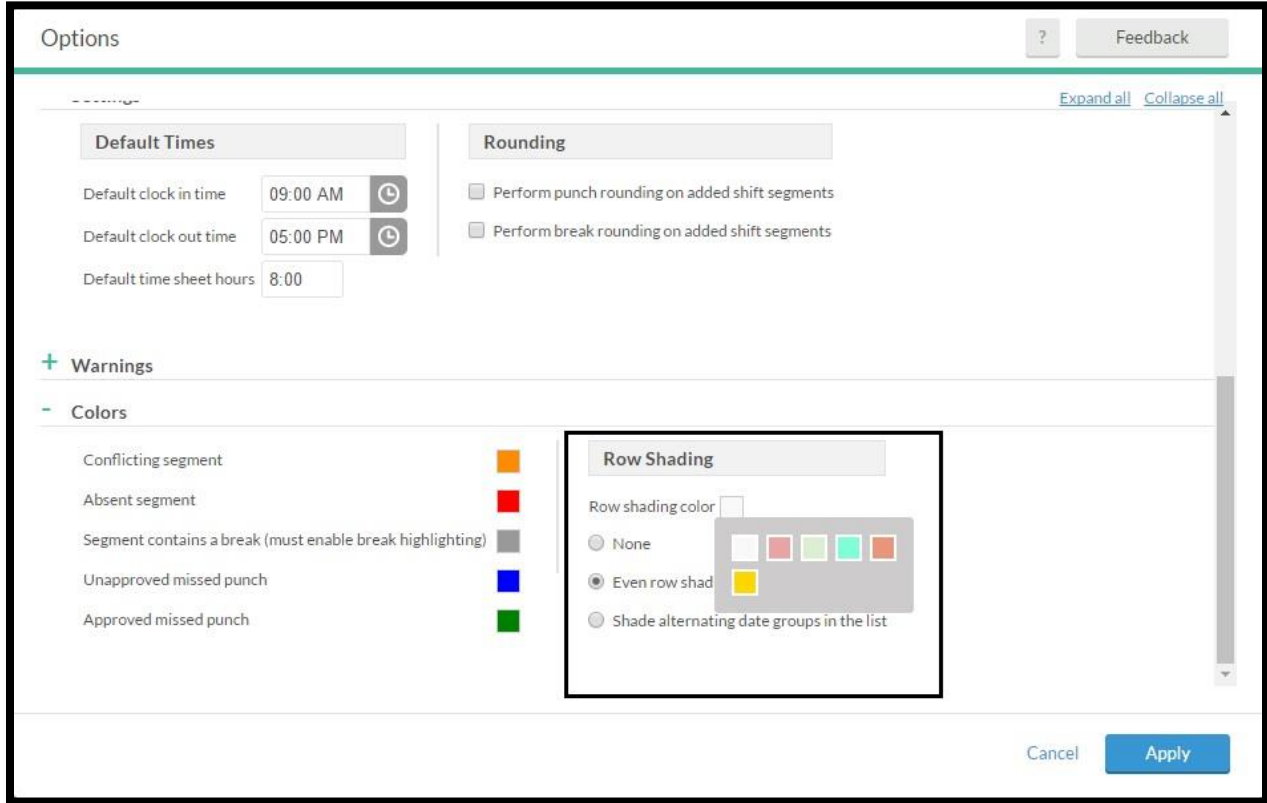 Options
? Feedback
Expand all Collapse all
Default Times
Rounding
Default clock in time 09:00 AM
Perform punch rounding on added shift segments
Default clock out time 05:00 PM
Perform break rounding on added shift segments
Default time sheet hours 8:00
+ Warnings
- Colors
Conflicting segment
Absent segment
Segment contains a break (must enable break highlighting)
Unapproved missed punch
Approved missed punch
Row Shading
Row shading color
None
Even row shad
Shade alternating date groups in the list
Cancel Apply